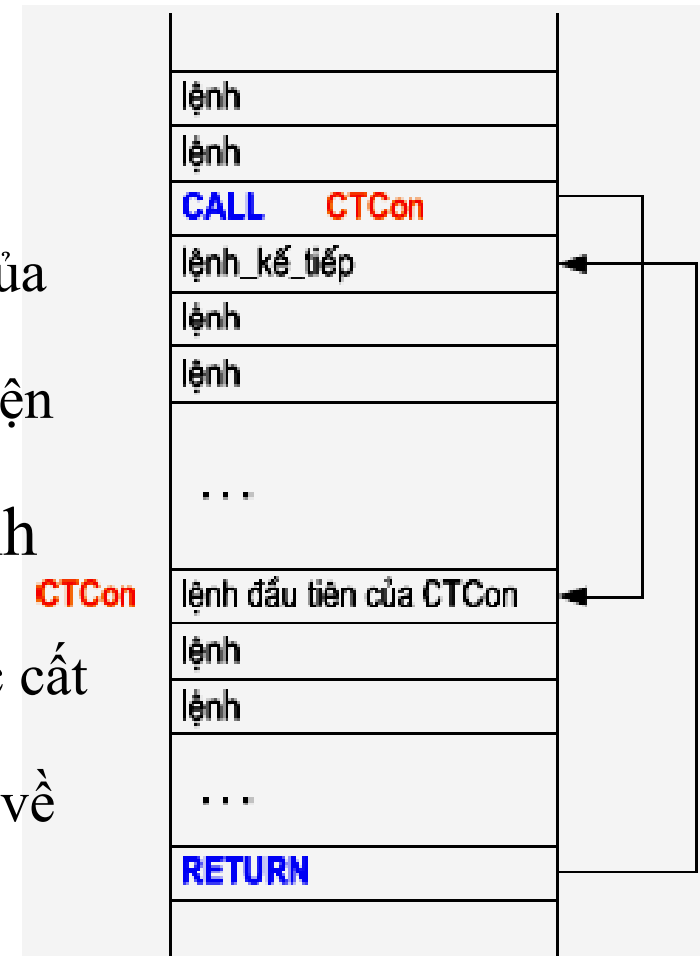 lệnh
lệnh
CALL CTCon
lệnh_kế_tiếp
lệnh
lệnh
...
CTCon lệnh đầu tiên của CTCon
lệnh
lệnh
...
RETURN
ủa
ện
cất
về